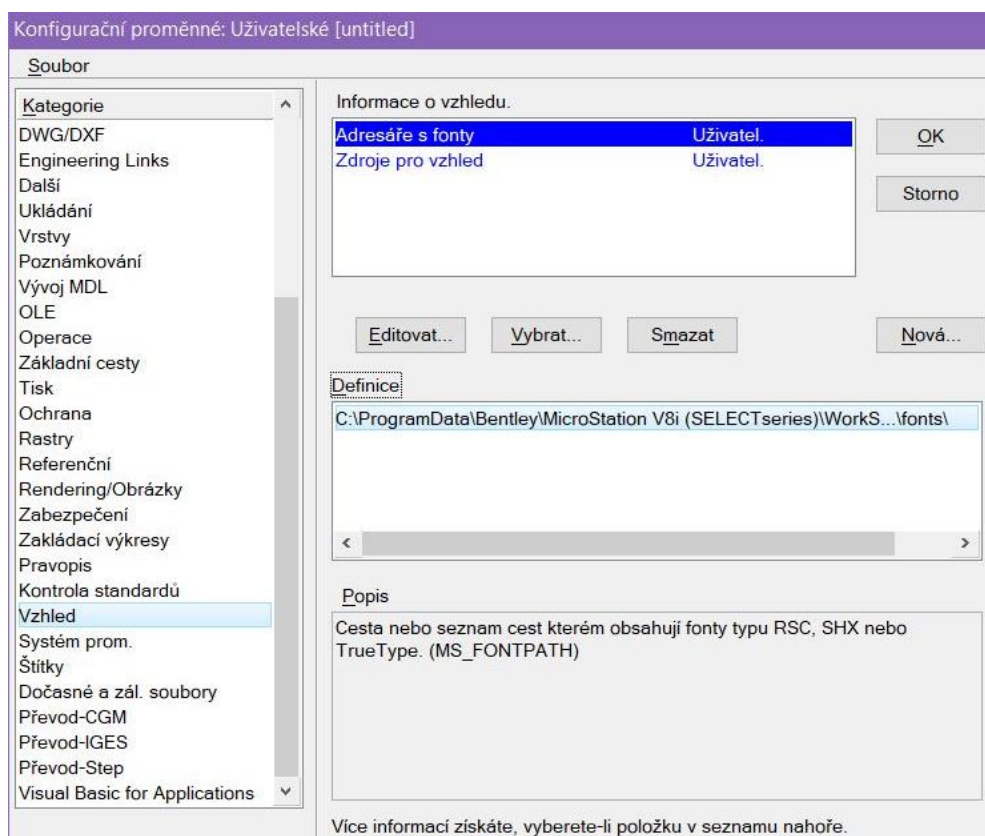 Konfigurační proměnné: Uživatelské [untitled]
Soubor
Kategorie
DWG/DXF
Engineering Links
Další
Ukládání
Vrstvy
Poznámkování
Vývoj MDL
OLE
Operace
Základní cesty
Tisk
Ochrana
Rastry
Referenční
Rendering/Obrázky
Zabezpečení
Zakládací výkresy
Pravopis
Kontrola standardů
Vzhled
Systém prom.
Štítky
Dočasné a zál. soubory
Převod-CGM
Převod-IGES
Převod-Step
Visual Basic for Applications
Informace o vzhledu.
Adresáře s fonty Uživatel.
Zdroje pro vzhled Uživatel.
OK
Storno
Editovat... Vybrat... Smazat Nová...
Definice
C:\ProgramData\Bentley\MicroStation V8i (SELECTseries)\WorkS...\fonts\
Popis
Cesta nebo seznam cest kterém obsahují fonty typu RSC, SHX nebo
TrueType. (MS_FONTPATH)
Více informací získáte, vyberete-li položku v seznamu nahoře.